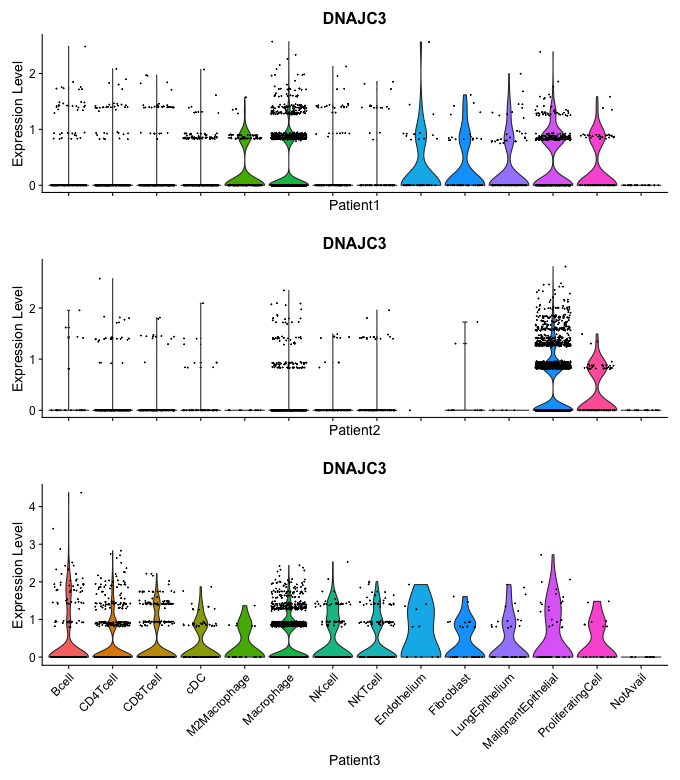 DNAJC3
Expression Level
2
1
0
Patient1
DNAJC3
Expression Level
2
1
0
Patient2
DNAJC3
Expression Level
4
3
2
1
0
Bcell
CD4Tcell
CD8Tcell
cDC
M2Macrophage
Macrophage
NKcell
NKTcell
Endothelium
Fibroblast
LungEpithelium
MalignantEpithelial
ProliferatingCell
NotAvail
Patient3